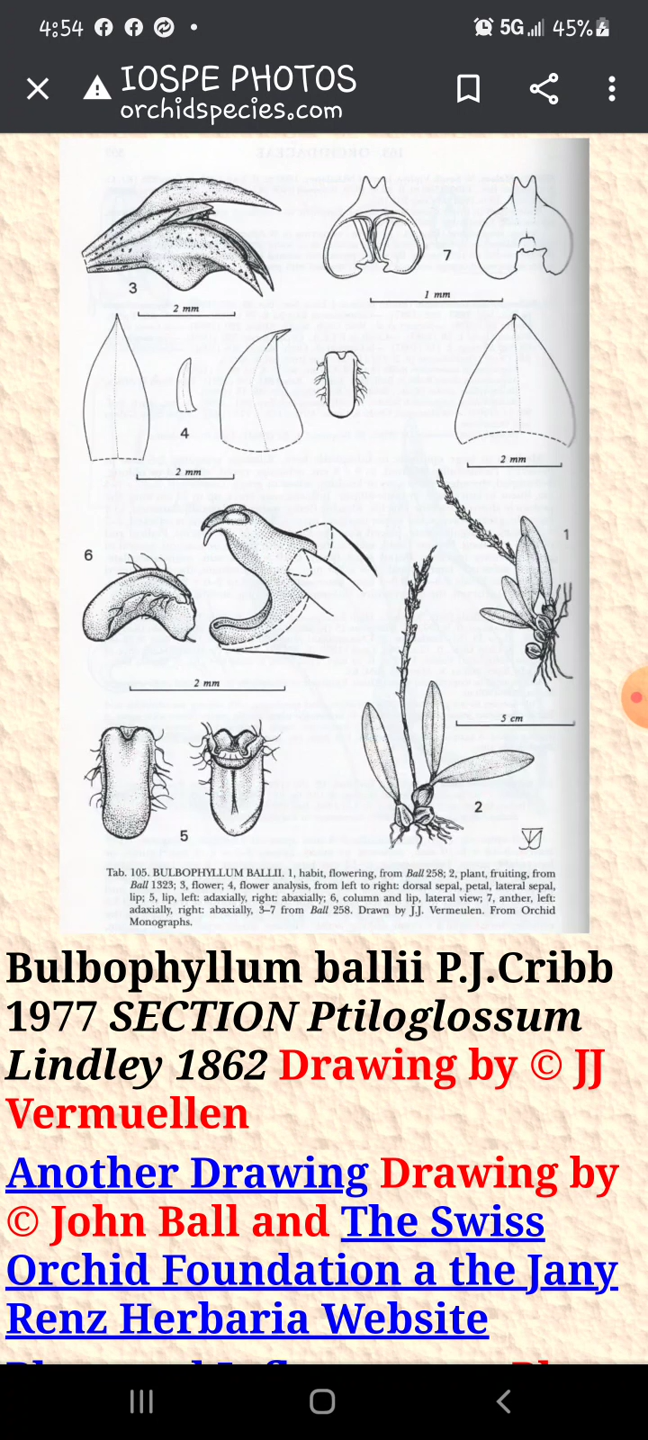 4:54
5G 45%
IOSPE PHOTOS
orchidspecies.com
3
2 mm
7
1 mm
4
2 mm
2 mm
6
1
2 mm
5 cm
5
2
Tab. 105. BULBOPHYLLUM BALLII. 1, habit, flowering, from Ball 258; 2, plant, fruiting, from
Ball 1323; 3, flower; 4, flower analysis, from left to right: dorsal sepal, petal, lateral sepal,
lip; 5, lip, left: adaxially, right: abaxially; 6, column and lip, lateral view; 7, anther, left:
adaxially, right: abaxially, 3–7 from Ball 258. Drawn by J.J. Vermeulen. From Orchid
Monographs.
Bulbophyllum ballii P.J.Cribb
1977 SECTION Ptiloglossum
Lindley 1862 Drawing by © JJ
Vermuellen
Another Drawing Drawing by
© John Ball and The Swiss
Orchid Foundation a the Jany
Renz Herbaria Website